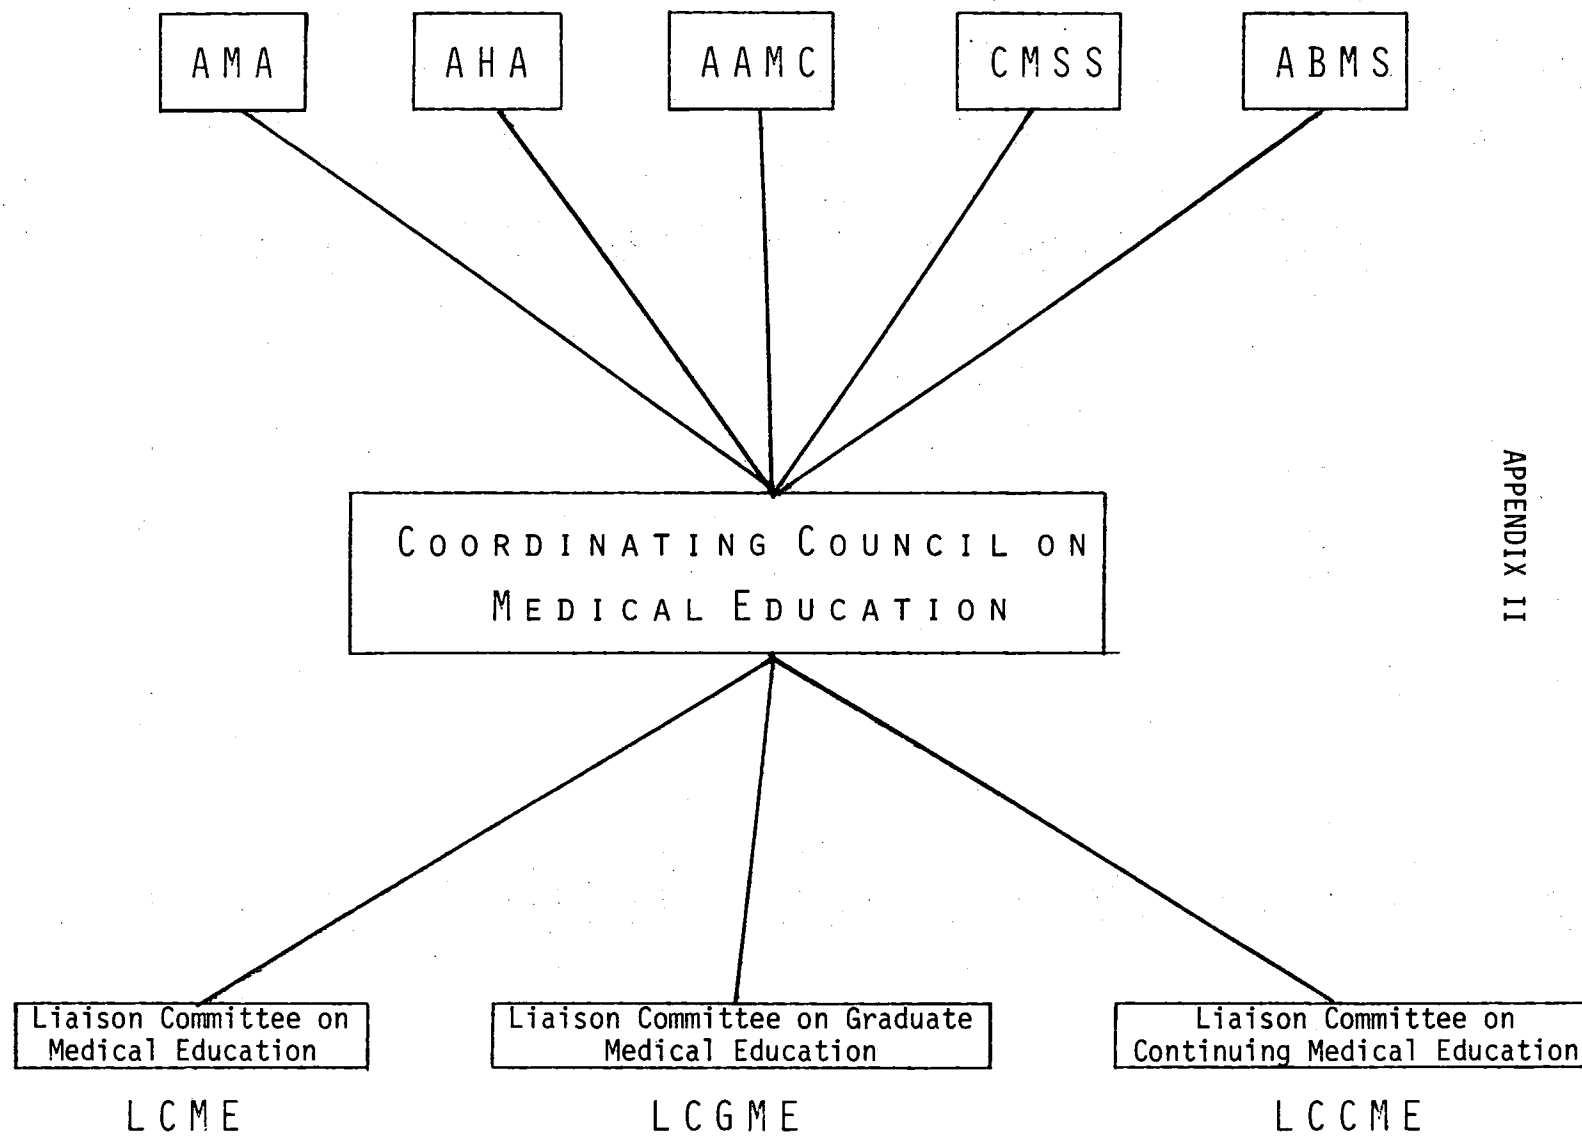 AMA
AHA
AAMC
CMSS
ABMS
COORDINATING COUNCIL ON
MEDICAL EDUCATION
APPENDIX II
Liaison Committee on
Medical Education
Liaison Committee on Graduate
Medical Education
Liaison Committee on
Continuing Medical Education
LCME
LCGME
LCCME